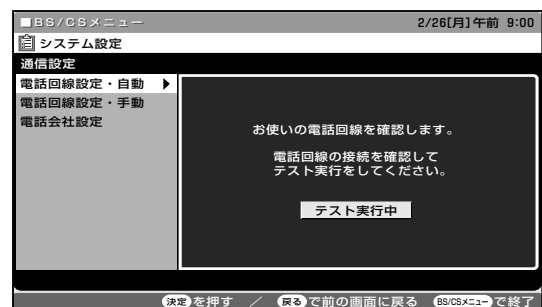 ■BS/CSメニュー 2/26[月]午前 9:00
システム設定
通信設定
電話回線設定・自動 ▶
電話回線設定・手動
電話会社設定
お使いの電話回線を確認します。
電話回線の接続を確認して
テスト実行をしてください。
テスト実行中
決定を押す ／ 戻るで前の画面に戻る BS/CSメニューで終了